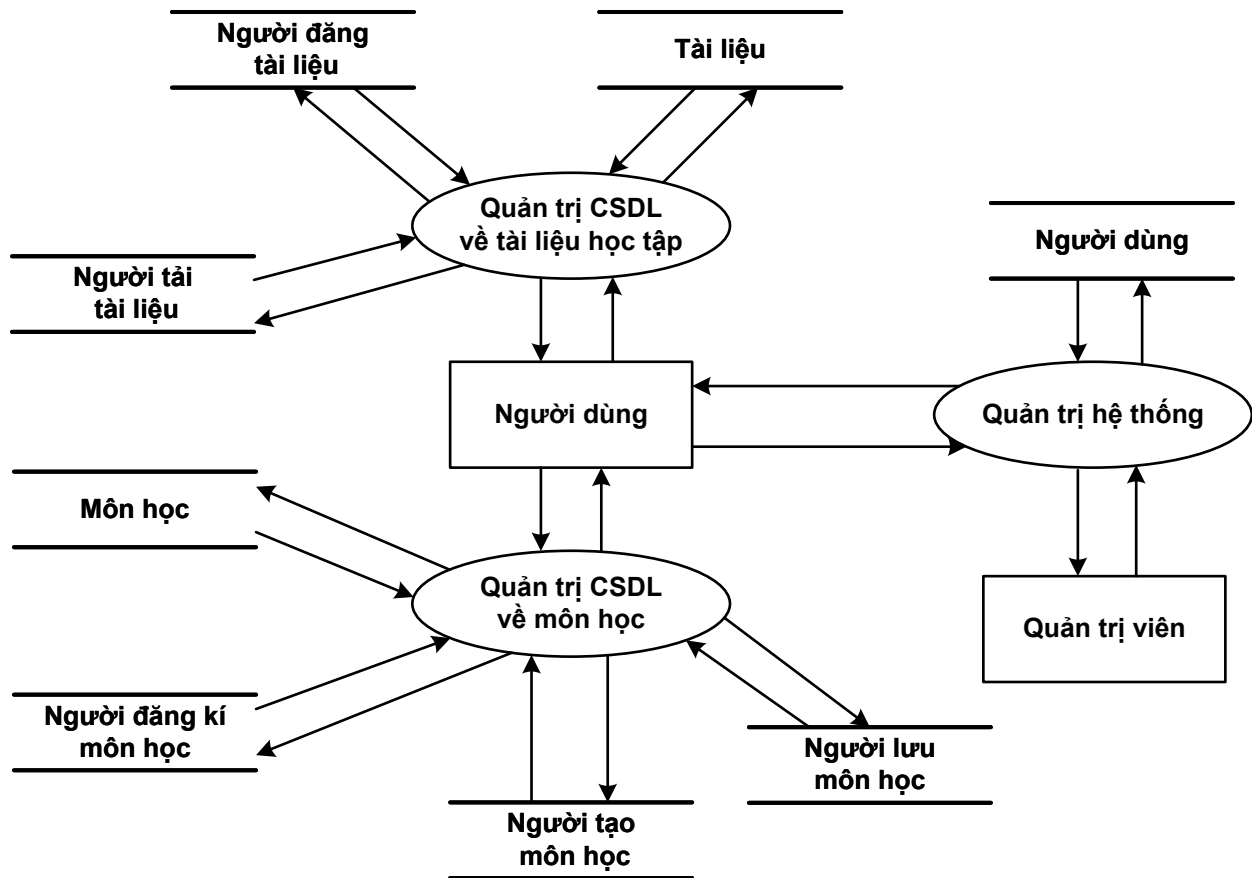 Người đăng
tài liệu
Tài liệu
Quản trị CSDL
về tài liệu học tập
Người dùng
Người tải
tài liệu
Người dùng
Quản trị hệ thống
Môn học
Quản trị CSDL
về môn học
Quản trị viên
Người đăng kí
môn học
Người lưu
môn học
Người tạo
môn học